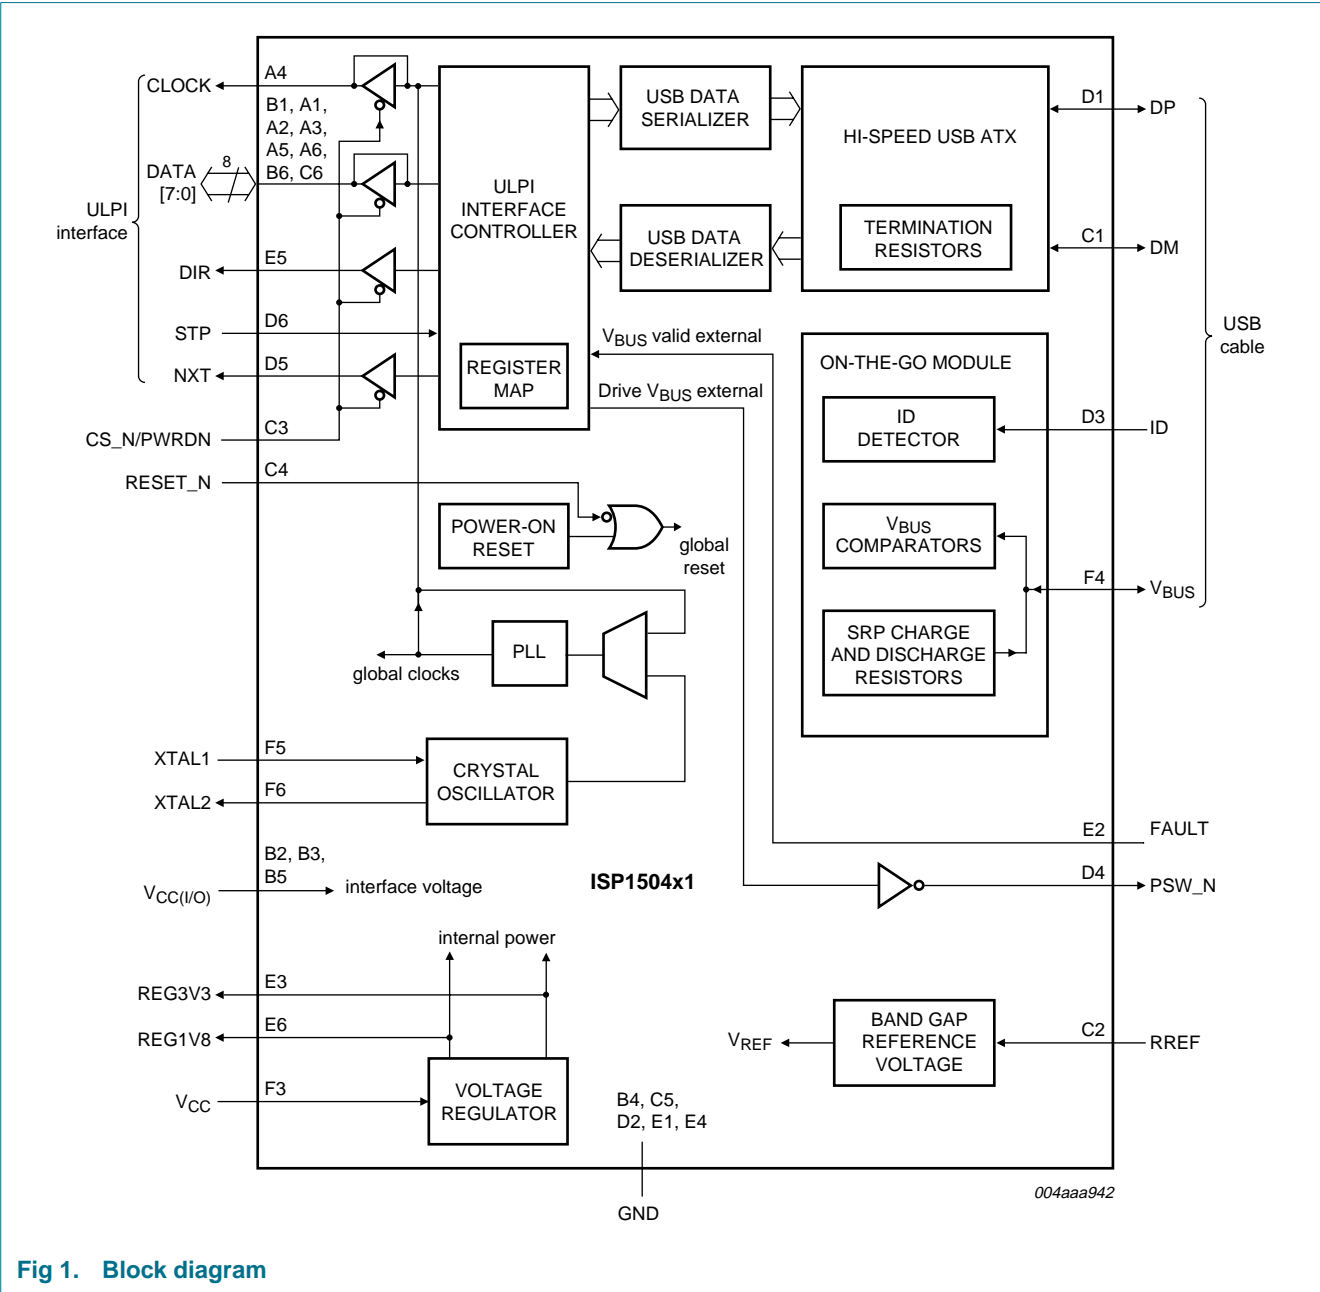 CLOCK
A4
B1, A1,
A2, A3,
A5, A6,
B6, C6
DATA
[7:0]
8
ULPI
interface
DIR
E5
STP
D6
NXT
D5
CS_N/PWRDN
C3
RESET_N
C4
ULPI
INTERFACE
CONTROLLER
REGISTER
MAP
USB DATA
SERIALIZER
USB DATA
DESERIALIZER
HI-SPEED USB ATX
TERMINATION
RESISTORS
D1
DP
C1
DM
USB
cable
VBUS valid external
Drive VBUS external
ON-THE-GO MODULE
ID
DETECTOR
D3
ID
VBUS
COMPARATORS
F4
VBUS
SRP CHARGE
AND DISCHARGE
RESISTORS
POWER-ON
RESET
global
reset
PLL
global clocks
XTAL1
F5
XTAL2
F6
CRYSTAL
OSCILLATOR
B2, B3,
B5
VCC(I/O)
interface voltage
ISP1504x1
E2
FAULT
D4
PSW_N
internal power
REG3V3
E3
REG1V8
E6
VCC
F3
VOLTAGE
REGULATOR
VREF
BAND GAP
REFERENCE
VOLTAGE
C2
RREF
B4, C5,
D2, E1, E4
GND
004aaa942
Fig 1. Block diagram